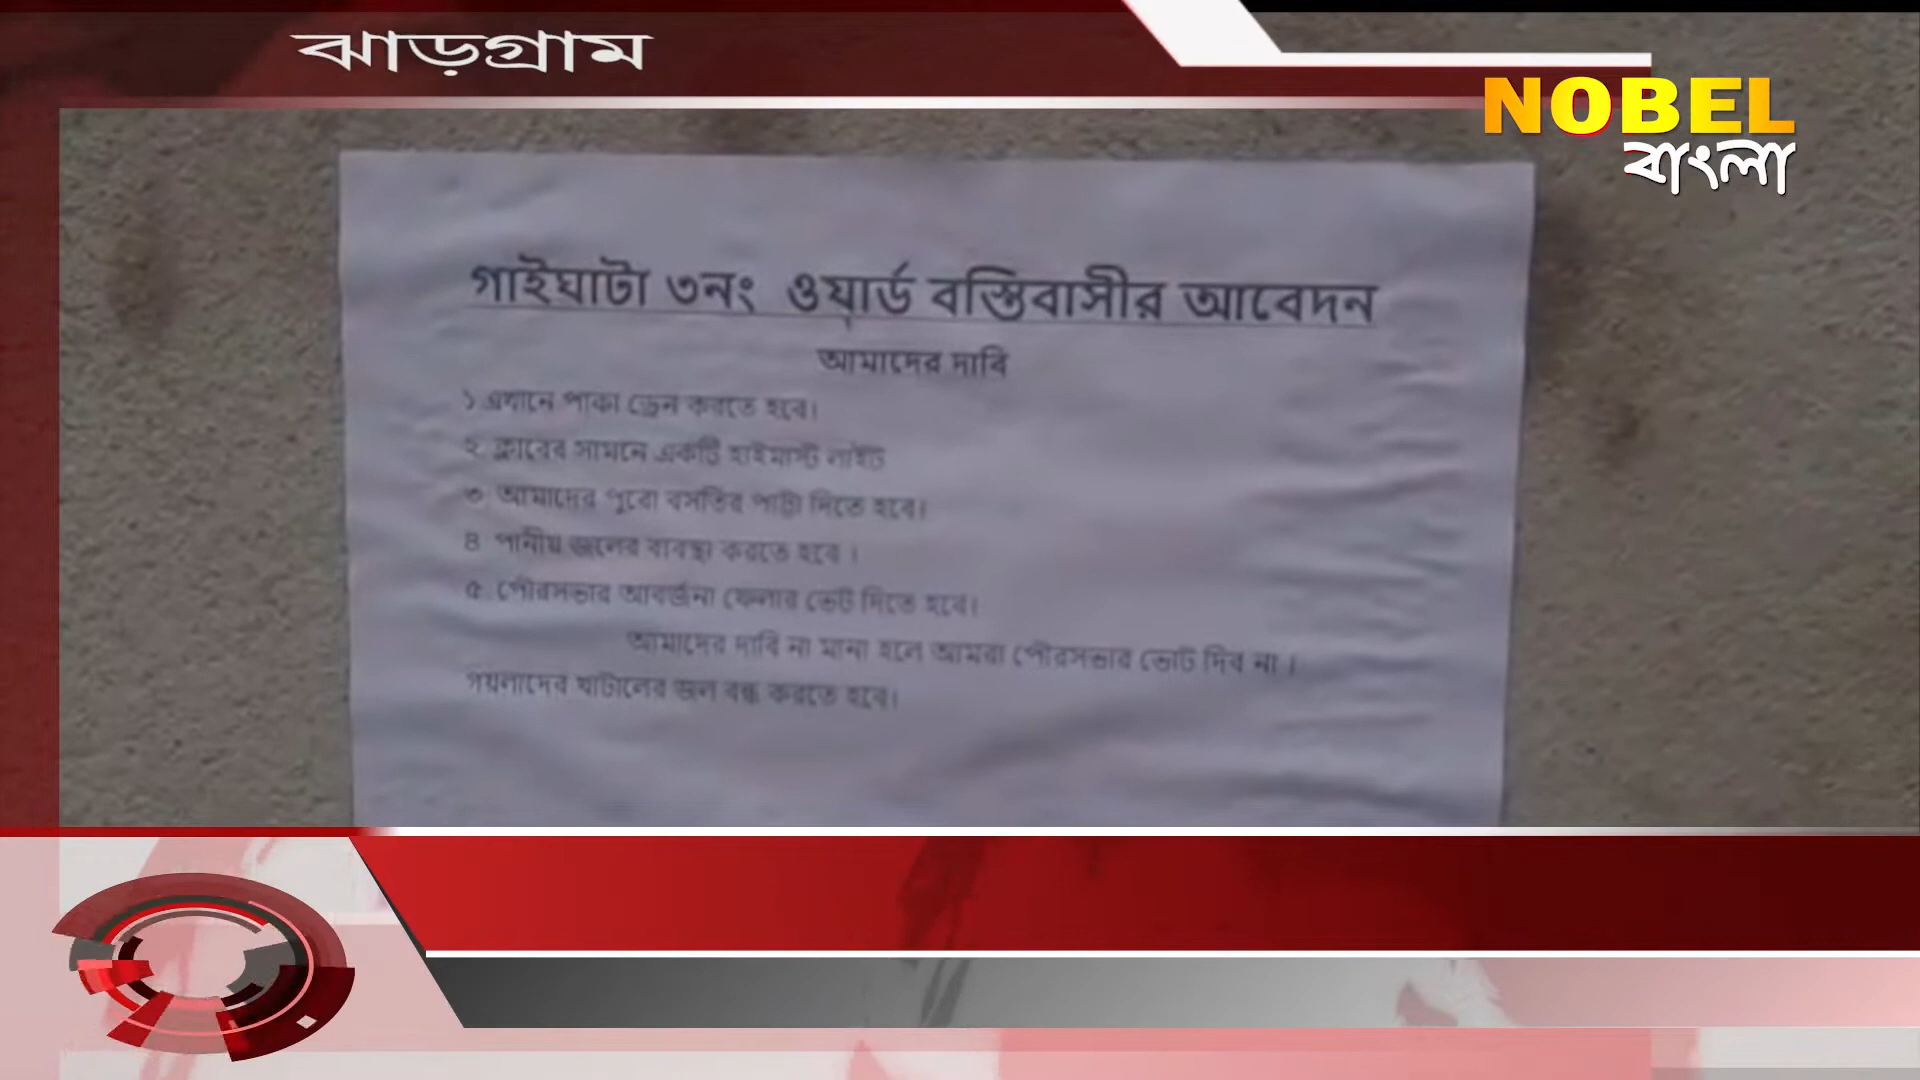 ঝাড়গ্রাম
NOBEL
বাংলা
গাইঘাটা ৩নং ওয়ার্ড বস্তিবাসীর আবেদন
আমাদের দাবি
১ এখানে পাকা ড্রেন করতে হবে।
২ ক্লাবের সামনে একটি হাইমাস্ট লাইট
৩ আমাদের পুরো বসতির পাট্টা দিতে হবে।
৪ পানীয় জলের ব্যবস্থা করতে হবে ।
৫ পৌরসভার আবর্জনা ফেলার ভেট দিতে হবে।
আমাদের দাবি না মানা হলে আমরা পৌরসভার ভোট দিব না ।
গয়লাদের খাটালের জল বন্ধ করতে হবে।